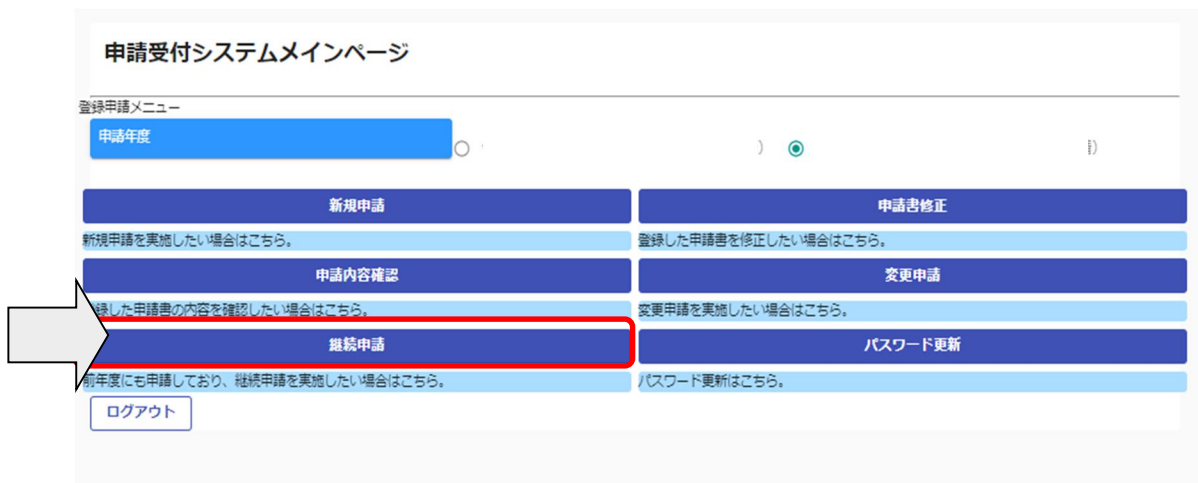 申請受付システムメインページ
登録申請メニュー
申請年度
)
)
新規申請
申請書修正
新規申請を実施したい場合はこちら。
登録した申請書を修正したい場合はこちら。
申請内容確認
変更申請
録した申請書の内容を確認したい場合はこちら。
変更申請を実施したい場合はこちら。
継続申請
パスワード更新
前年度にも申請しており、継続申請を実施したい場合はこちら。
パスワード更新はこちら。
ログアウト